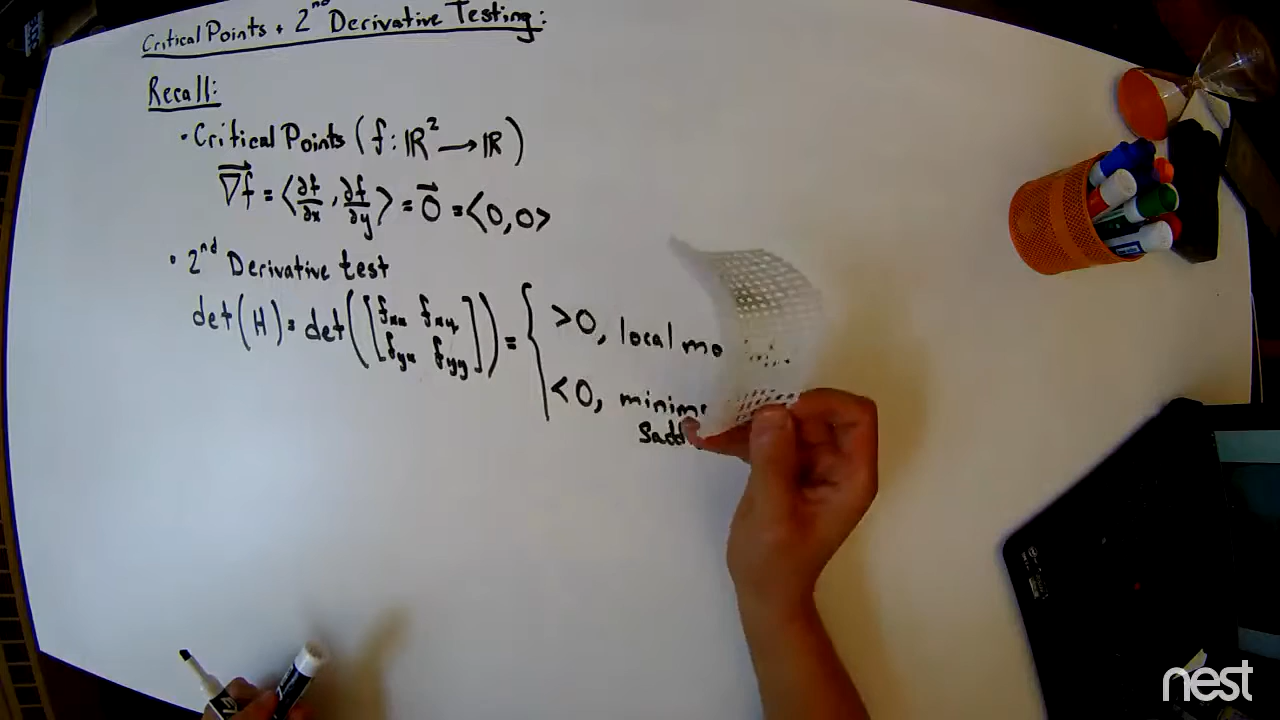 Critical Points + 2nd Derivative Testing:
Recall:
• Critical Points (f: ℝ² → ℝ)
∇⃗f = ⟨∂f/∂x, ∂f/∂y⟩ = 0⃗ = <0,0>
• 2nd Derivative test
det(H) = det([fxx fxy; fyx fyy]) = {
>0, local
<0,
nest